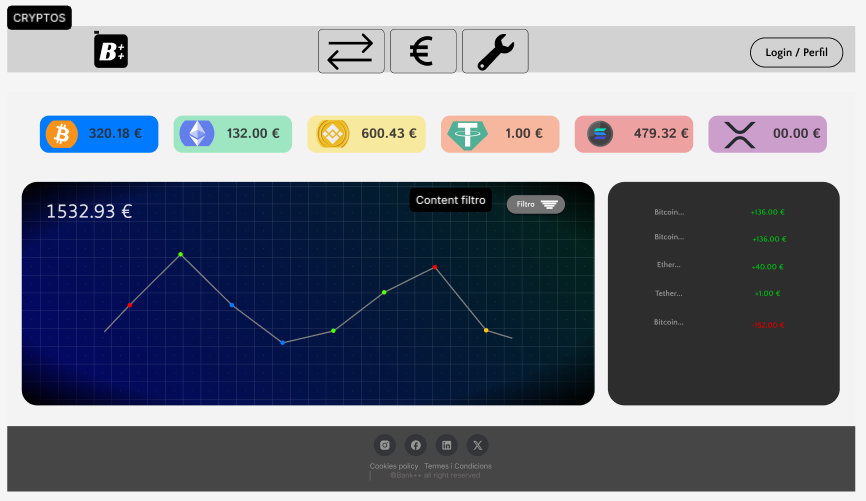 CRYPTOS
B++
€
Login / Perfil
320.18 €
132.00 €
600.43 €
1.00 €
479.32 €
00.00 €
1532.93 €
Content filtro
Filtro
Bitcoin... +136.00 €
Bitcoin... +136.00 €
Ether... +40.00 €
Tether... +1.00 €
Bitcoin... -152.00 €
Cookies policy Termes i Condicions
©Bank++ all right reserved